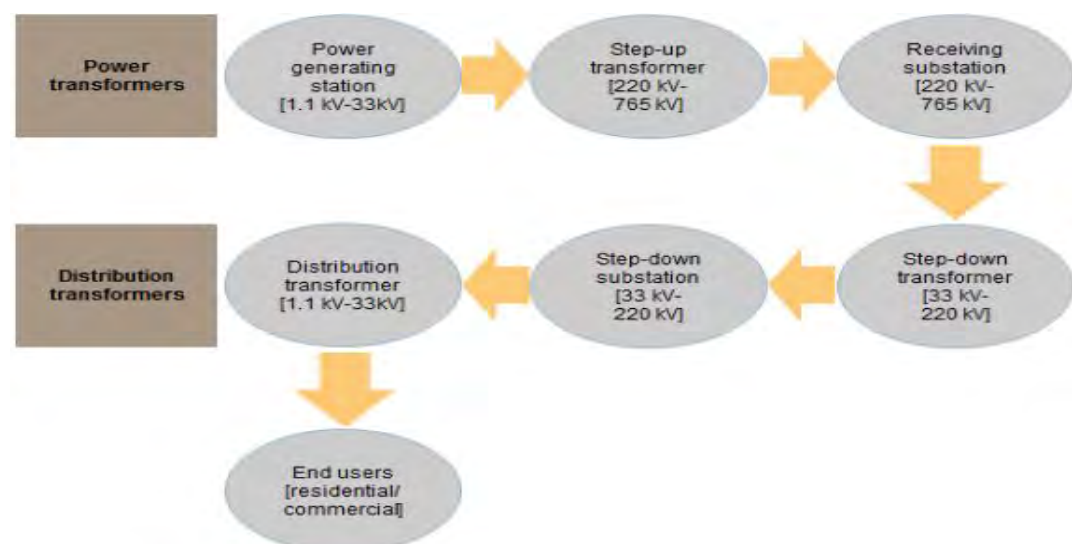 Power
transformers
Power
generating
station
[1.1 kV-33kV]
Step-up
transformer
[220 kV-
765 kV]
Receiving
substation
[220 kV-
765 kV]
Distribution
transformers
Distribution
transformer
[1.1 kV-33kV]
Step-down
substation
[33 kV-
220 kV]
Step-down
transformer
[33 kV-
220 kV]
End users
[residential/
commercial]